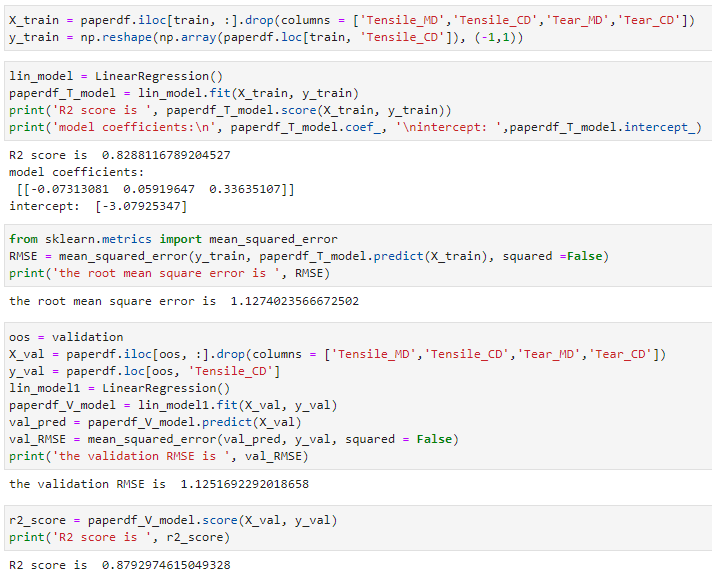 X_train = paperdf.iloc[train, :].drop(columns = ['Tensile_MD','Tensile_CD','Tear_MD','Tear_CD'])
y_train = np.reshape(np.array(paperdf.loc[train, 'Tensile_CD']), (-1,1))
lin_model = LinearRegression()
paperdf_T_model = lin_model.fit(X_train, y_train)
print('R2 score is ', paperdf_T_model.score(X_train, y_train))
print('model coefficients:\n', paperdf_T_model.coef_, '\nintercept: ',paperdf_T_model.intercept_)
R2 score is  0.8288116789204527
model coefficients:
 [[-0.07313081  0.05919647  0.33635107]]
intercept:  [-3.07925347]
from sklearn.metrics import mean_squared_error
RMSE = mean_squared_error(y_train, paperdf_T_model.predict(X_train), squared =False)
print('the root mean square error is ', RMSE)
the root mean square error is  1.1274023566672502
oos = validation
X_val = paperdf.iloc[oos, :].drop(columns = ['Tensile_MD','Tensile_CD','Tear_MD','Tear_CD'])
y_val = paperdf.loc[oos, 'Tensile_CD']
lin_model1 = LinearRegression()
paperdf_V_model = lin_model1.fit(X_val, y_val)
val_pred = paperdf_V_model.predict(X_val)
val_RMSE = mean_squared_error(val_pred, y_val, squared = False)
print('the validation RMSE is ', val_RMSE)
the validation RMSE is  1.1251692292018658
r2_score = paperdf_V_model.score(X_val, y_val)
print('R2 score is ', r2_score)
R2 score is  0.8792974615049328